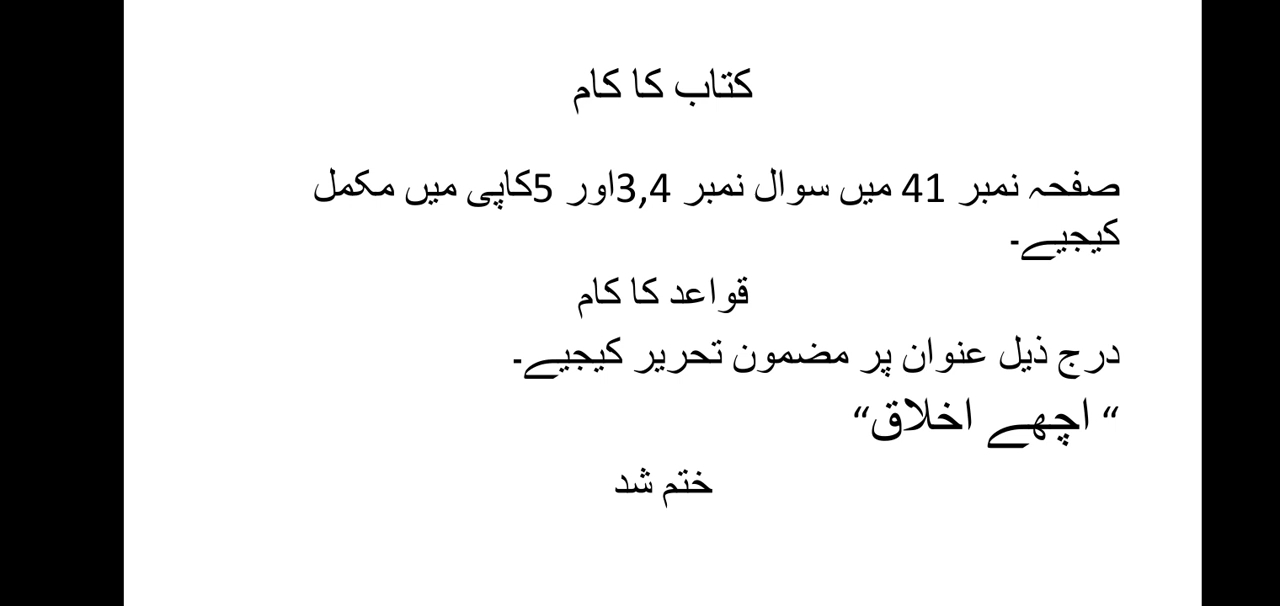 کتاب کا کام
صفحہ نمبر 41 میں سوال نمبر 3,4اور 5کاپی میں مکمل
کیجیے۔
قواعد کا کام
درج ذیل عنوان پر مضمون تحریر کیجیے۔
“ اچھے اخلاق“
ختم شد